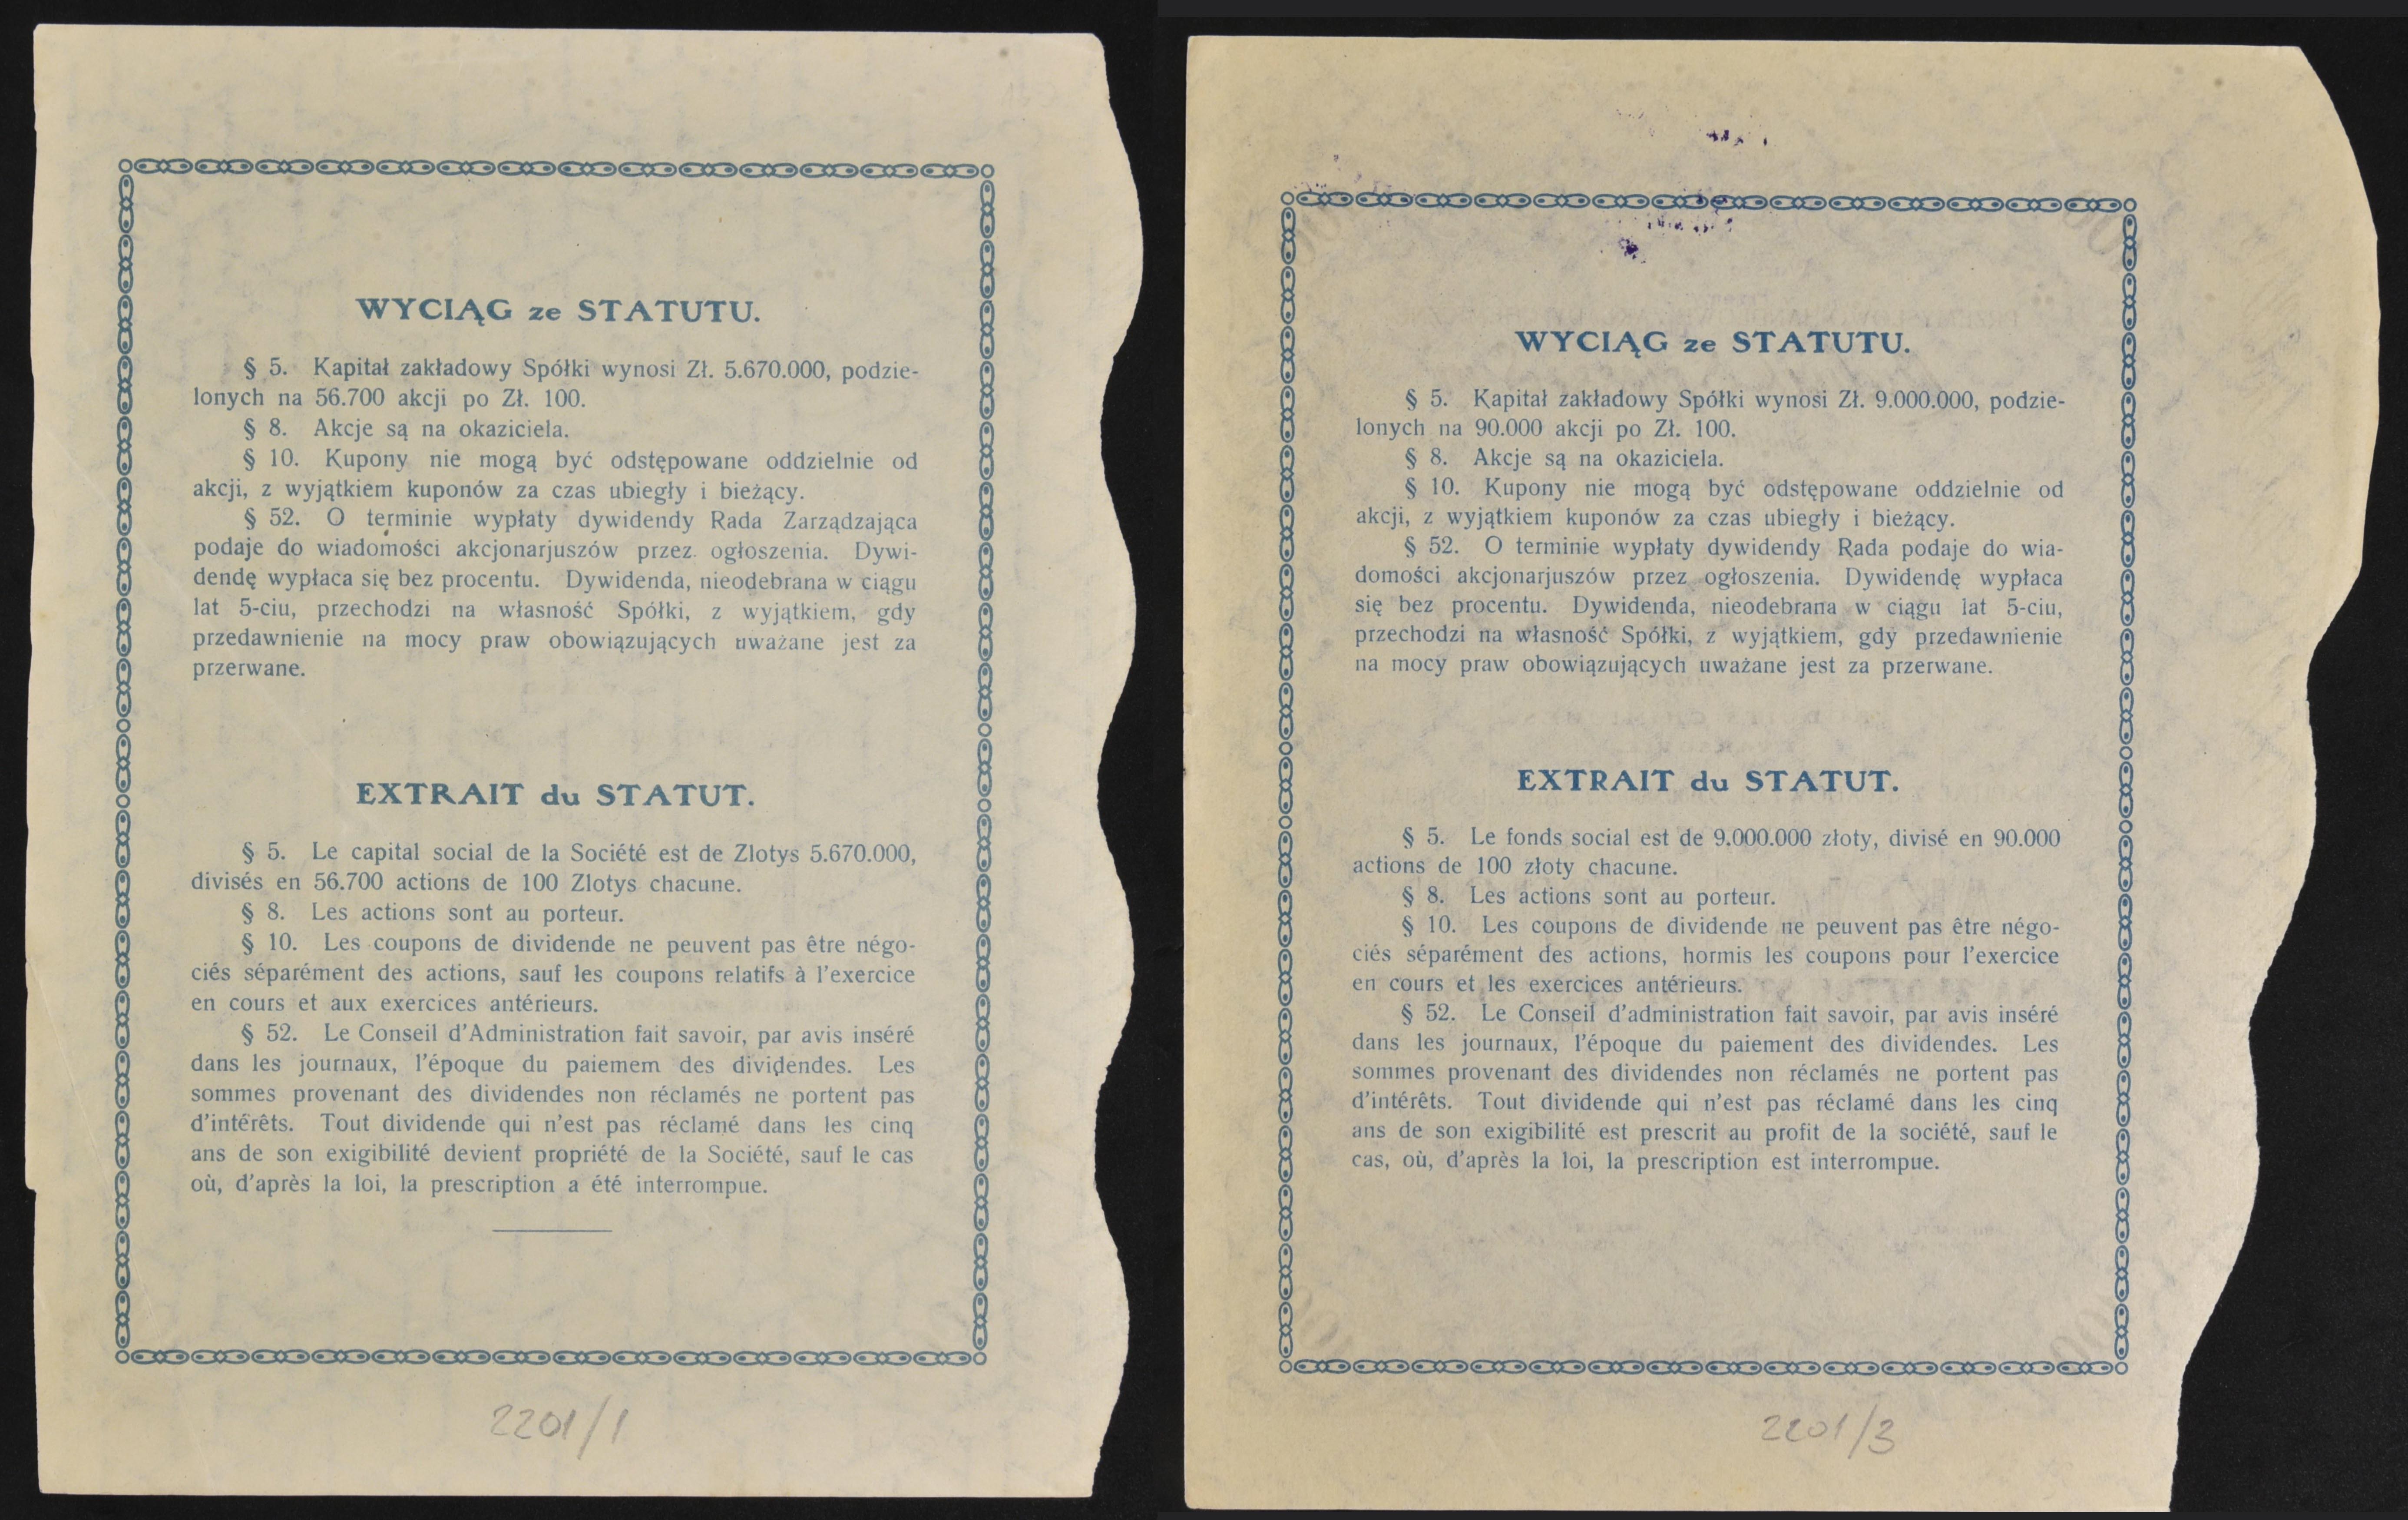 WYCIĄG ze STATUTU.
§ 5. Kapitał zakładowy Spółki wynosi Zł. 5.670.000, podzie-
lonych na 56.700 akcji po Zł. 100.
§ 8. Akcje są na okaziciela.
§ 10. Kupony nie mogą być odstępowane oddzielnie od
akcji, z wyjątkiem kuponów za czas ubiegły i bieżący.
§ 52. O terminie wypłaty dywidendy Rada Zarządzająca
podaje do wiadomości akcjonarjuszów przez ogłoszenia. Dywi-
dendę wypłaca się bez procentu. Dywidenda, nieodebrana w ciągu
lat 5-ciu, przechodzi na własność Spółki, z wyjątkiem, gdy
przedawnienie na mocy praw obowiązujących uważane jest za
przerwane.
EXTRAIT du STATUT.
§ 5. Le capital social de la Société est de Zlotys 5.670.000,
divisés en 56.700 actions de 100 Zlotys chacune.
§ 8. Les actions sont au porteur.
§ 10. Les coupons de dividende ne peuvent pas être négo-
ciés séparément des actions, sauf les coupons relatifs à l'exercice
en cours et aux exercices antérieurs.
§ 52. Le Conseil d'Administration fait savoir, par avis inséré
dans les journaux, l'époque du paiemem des dividendes. Les
sommes provenant des dividendes non réclamés ne portent pas
d'intérêts. Tout dividende qui n'est pas réclamé dans les cinq
ans de son exigibilité devient propriété de la Société, sauf le cas
où, d'après la loi, la prescription a été interrompue.
2201/1
WYCIĄG ze STATUTU.
§ 5. Kapitał zakładowy Spółki wynosi Zł. 9.000.000, podzie-
lonych na 90.000 akcji po Zł. 100.
§ 8. Akcje są na okaziciela.
§ 10. Kupony nie mogą być odstępowane oddzielnie od
akcji, z wyjątkiem kuponów za czas ubiegły i bieżący.
§ 52. O terminie wypłaty dywidendy Rada podaje do wia-
domości akcjonarjuszów przez ogłoszenia. Dywidendę wypłaca
się bez procentu. Dywidenda, nieodebrana w ciągu lat 5-ciu,
przechodzi na własność Spółki, z wyjątkiem, gdy przedawnienie
na mocy praw obowiązujących uważane jest za przerwane.
EXTRAIT du STATUT.
§ 5. Le fonds social est de 9.000.000 złoty, divisé en 90.000
actions de 100 złoty chacune.
§ 8. Les actions sont au porteur.
§ 10. Les coupons de dividende ne peuvent pas être négo-
ciés séparément des actions, hormis les coupons pour l'exercice
en cours et les exercices antérieurs.
§ 52. Le Conseil d'administration fait savoir, par avis inséré
dans les journaux, l'époque du paiement des dividendes. Les
sommes provenant des dividendes non réclamés ne portent pas
d'intérêts. Tout dividende qui n'est pas réclamé dans les cinq
ans de son exigibilité est prescrit au profit de la société, sauf le
cas, où, d'après la loi, la prescription est interrompue.
2201/3